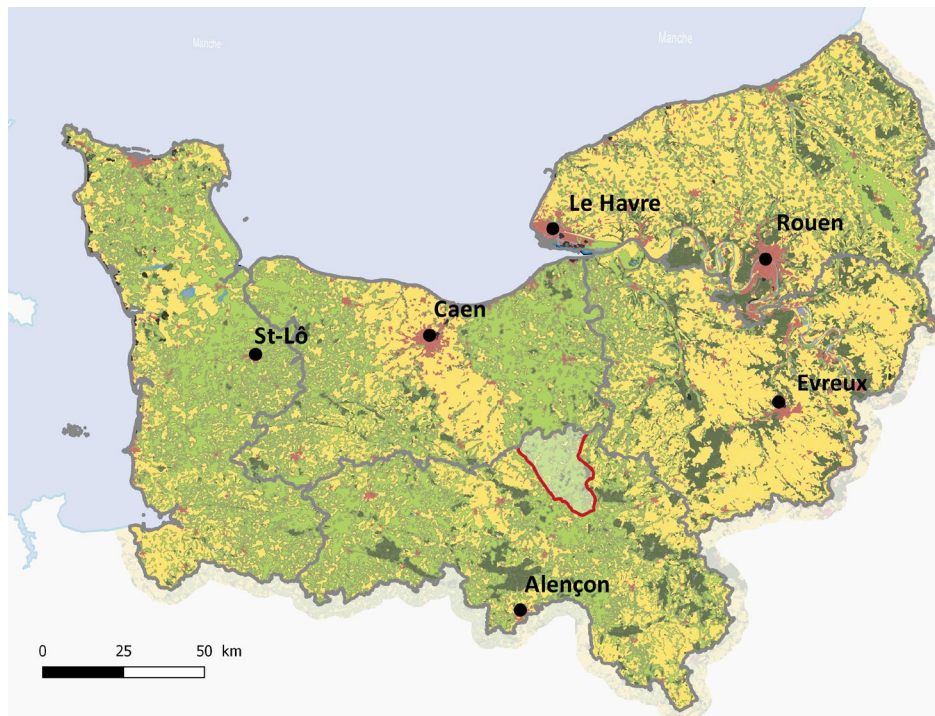 Manche
Manche
Le Havre
Rouen
Caen
St-Lô
Evreux
Alençon
0 25 50 km